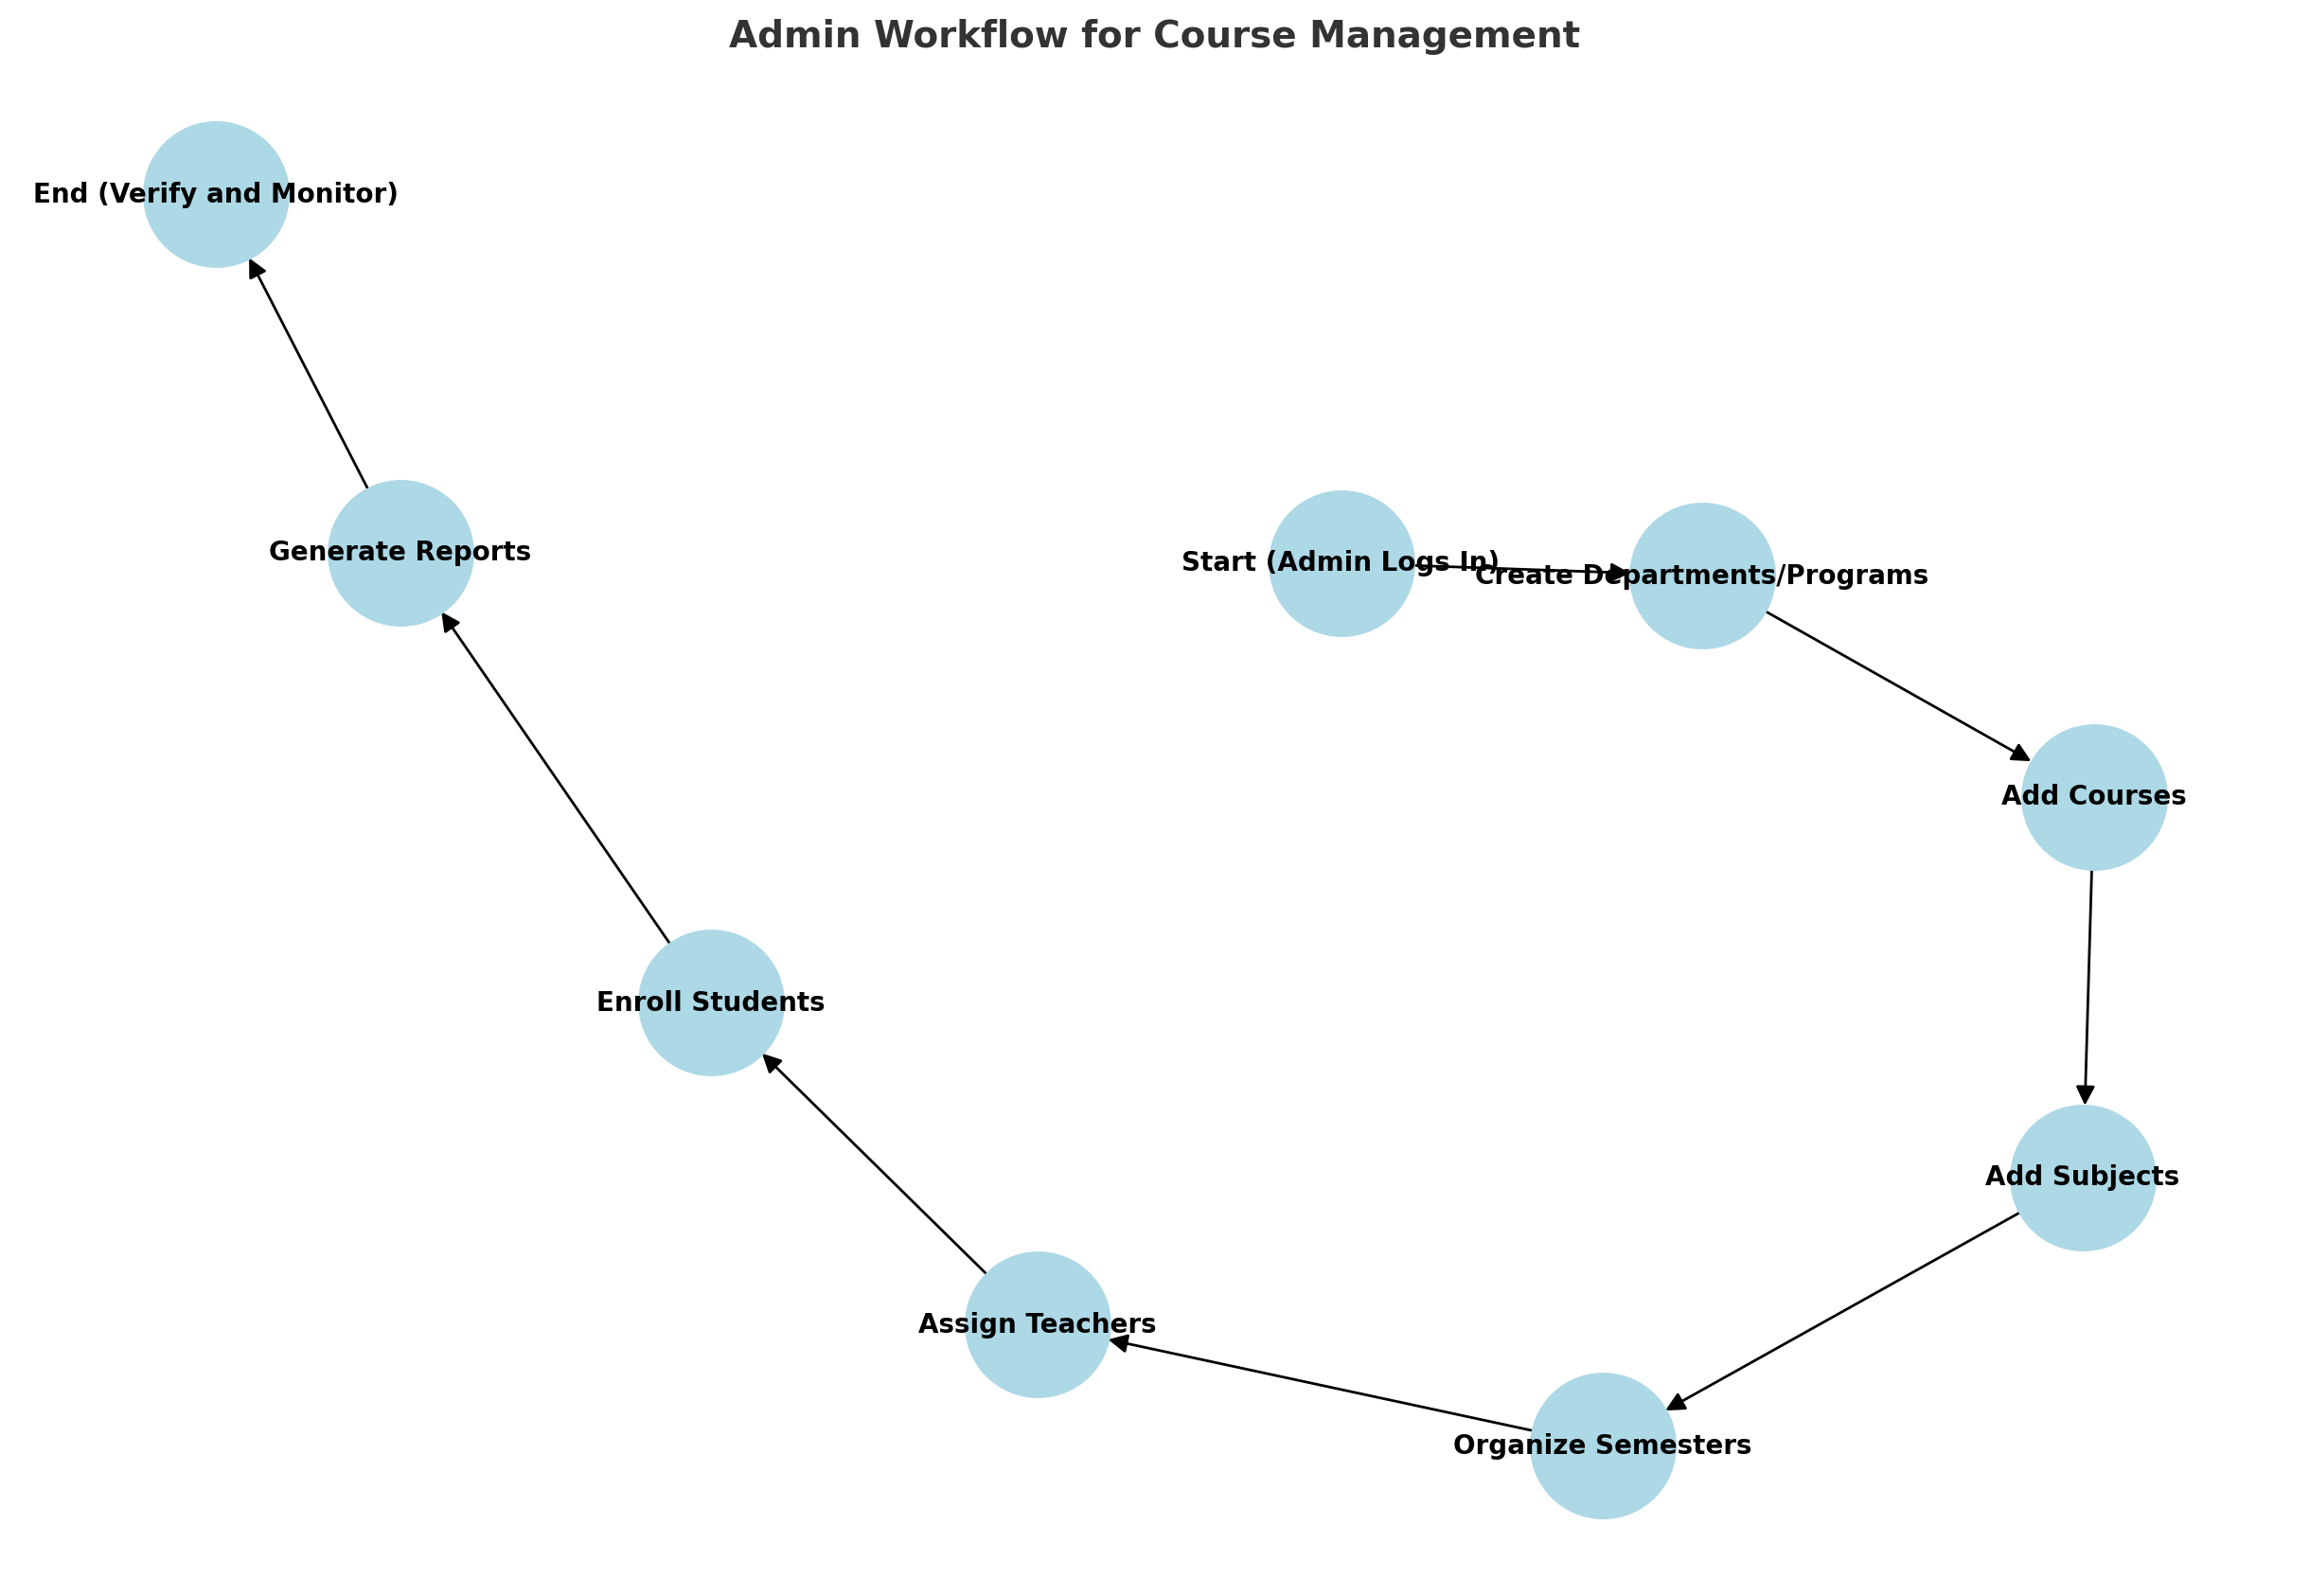 Admin Workflow for Course Management
End (Verify and Monitor)
Generate Reports
Start (Admin Logs In)
Create Departments/Programs
Add Courses
Enroll Students
Add Subjects
Assign Teachers
Organize Semesters